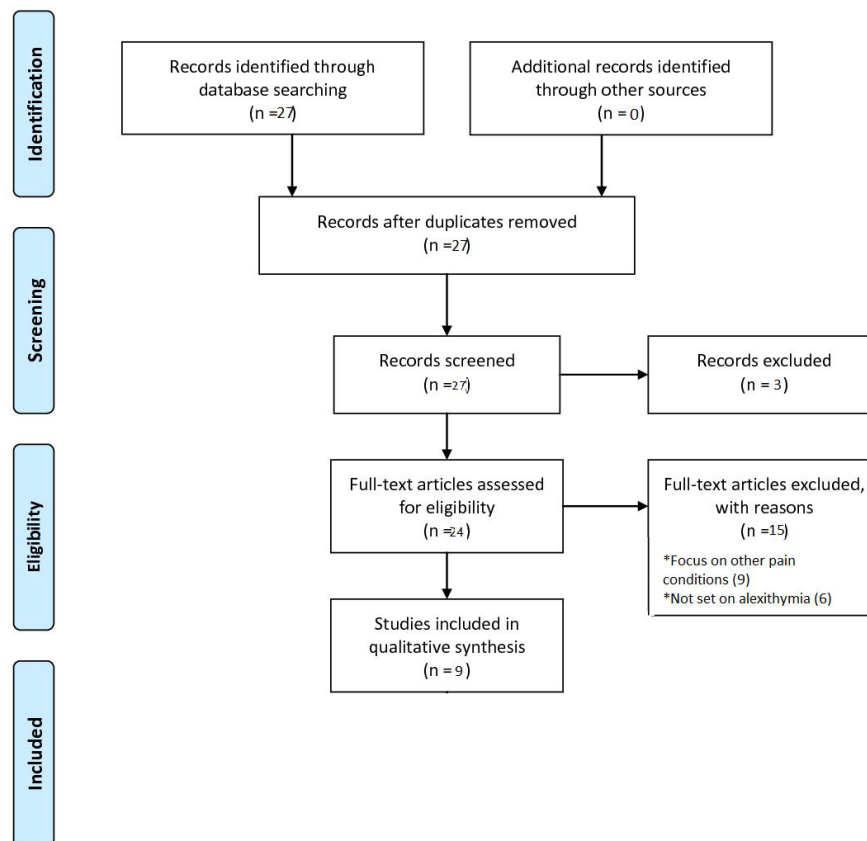 Identification
Records identified through
database searching
(n =27)
Additional records identified
through other sources
(n = 0)
Records after duplicates removed
(n =27)
Screening
Records screened
(n =27)
Records excluded
(n = 3)
Eligibility
Full-text articles assessed
for eligibility
(n =24)
Full-text articles excluded,
with reasons
(n =15)
*Focus on other pain
conditions (9)
*Not set on alexithymia (6)
Studies included in
qualitative synthesis
(n = 9)
Included